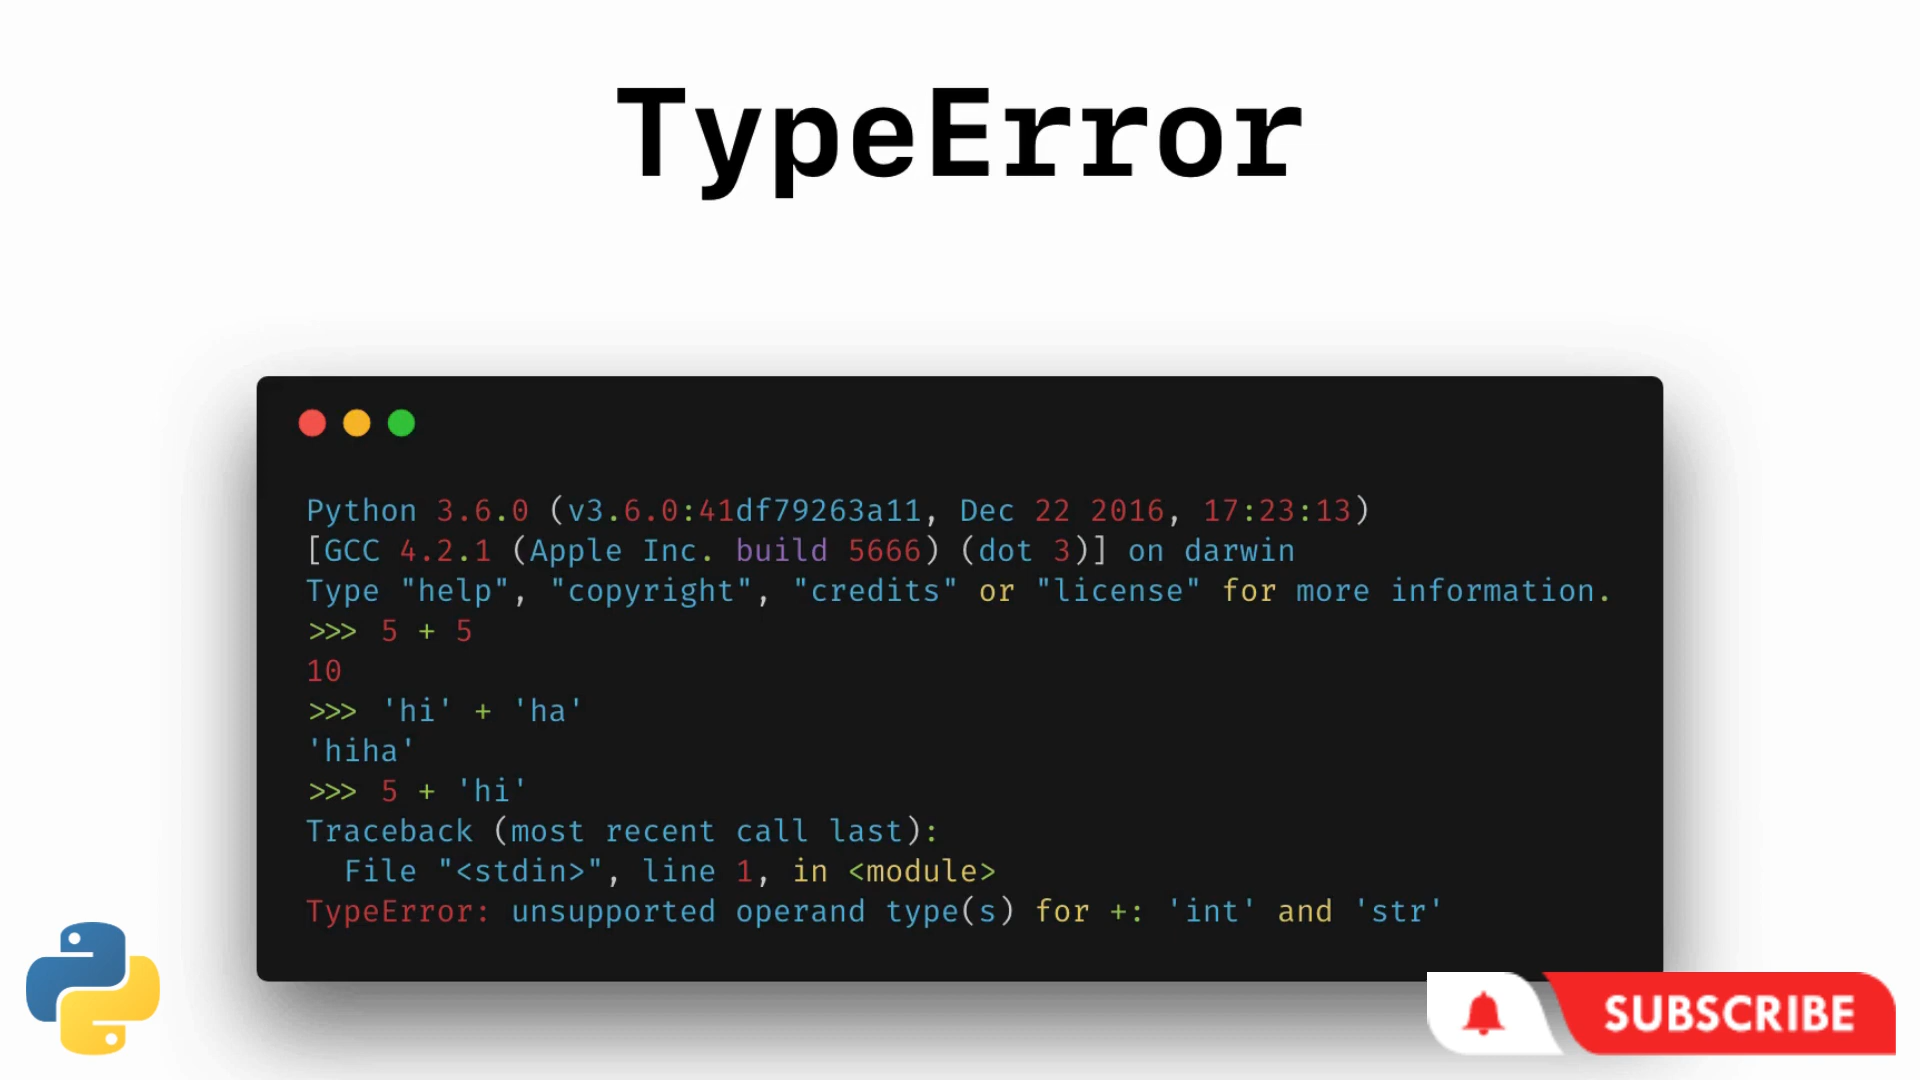 TypeError
Python 3.6.0 (v3.6.0:41df79263a11, Dec 22 2016, 17:23:13)
[GCC 4.2.1 (Apple Inc. build 5666) (dot 3)] on darwin
Type "help", "copyright", "credits" or "license" for more information.
>>> 5 + 5
10
>>> 'hi' + 'ha'
'hiha'
>>> 5 + 'hi'
Traceback (most recent call last):
  File "<stdin>", line 1, in <module>
TypeError: unsupported operand type(s) for +: 'int' and 'str'
SUBSCRIBE